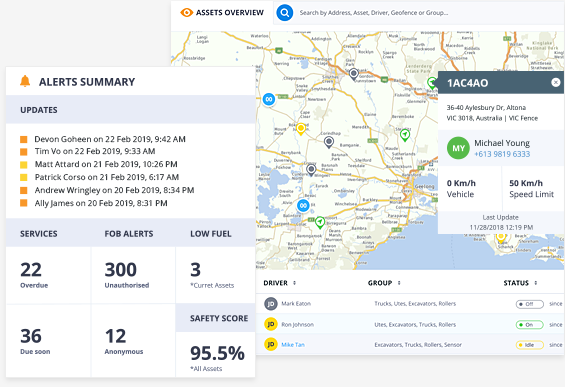 ASSETS OVERVIEW
Search by Address, Asset, Driver, Geofence or Group...
ALERTS SUMMARY
UPDATES
Devon Goheen on 22 Feb 2019, 9:42 AM
Tim Vo on 22 Feb 2019, 9:33 AM
Matt Attard on 21 Feb 2019, 10:26 PM
Patrick Corso on 21 Feb 2019, 6:17 AM
Andrew Wringley on 20 Feb 2019, 8:34 PM
Ally James on 20 Feb 2019, 8:31 PM
SERVICES
FOB ALERTS
LOW FUEL
22
Overdue
300
Unauthorised
3
*Curret Assets
36
Due soon
12
Anonymous
SAFETY SCORE
95.5%
*All Assets
1AC4AO
36-40 Aylesbury Dr, Altona
VIC 3018, Australia | VIC Fence
MY
Michael Young
+613 9819 6333
0 Km/h
Vehicle
50 Km/h
Speed Limit
Last Update
11/28/2018 12:19 PM
Geelong
DRIVER
GROUP
STATUS
JD
Mark Eaton
Trucks, Utes, Excavators, Rollers
Off
since
JD
Ron Johnson
Utes, Excavators, Trucks, Rollers
On
since
JD
Mike Tan
Excavators, Trucks, Rollers, Sensor
Idle
since